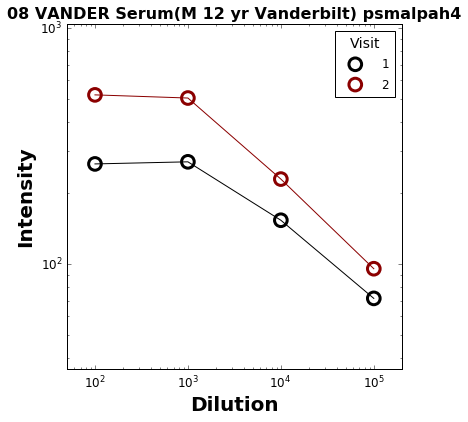 08 VANDER Serum(M 12 yr Vanderbilt) psmalpah4
Visit
1
2
Intensity
10³
10²
10² 10³ 10⁴ 10⁵
Dilution